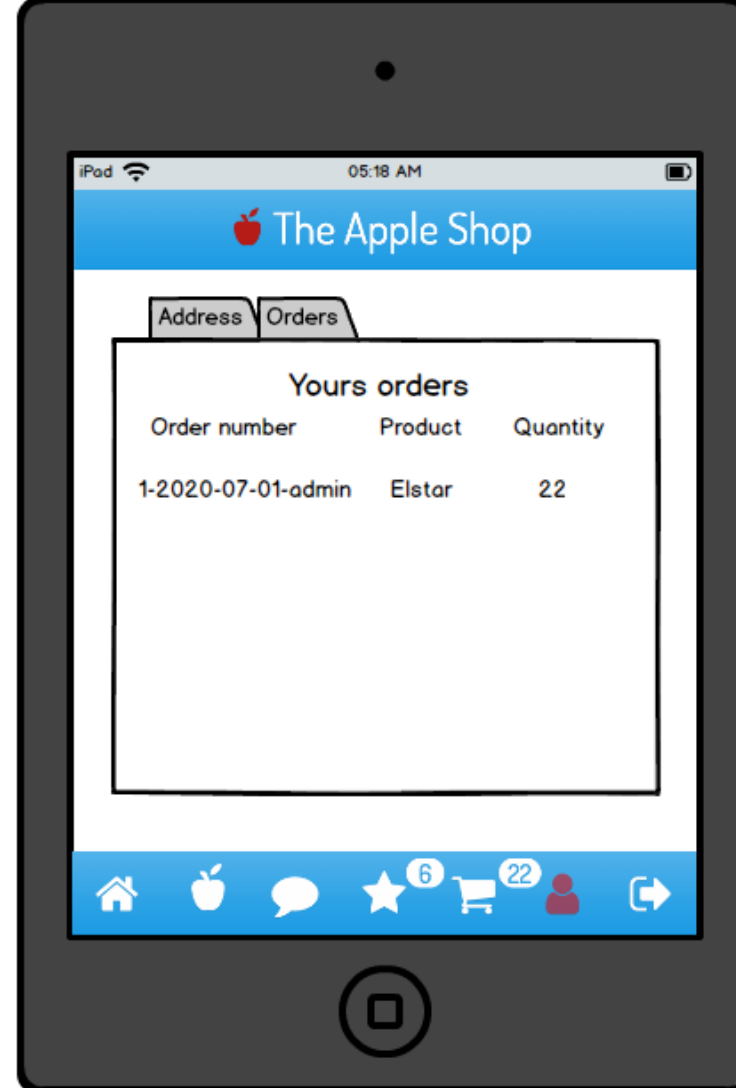 iPad 05:18 AM
The Apple Shop
Address Orders
Yours orders
Order number Product Quantity
1-2020-07-01-admin Elstar 22
6 22